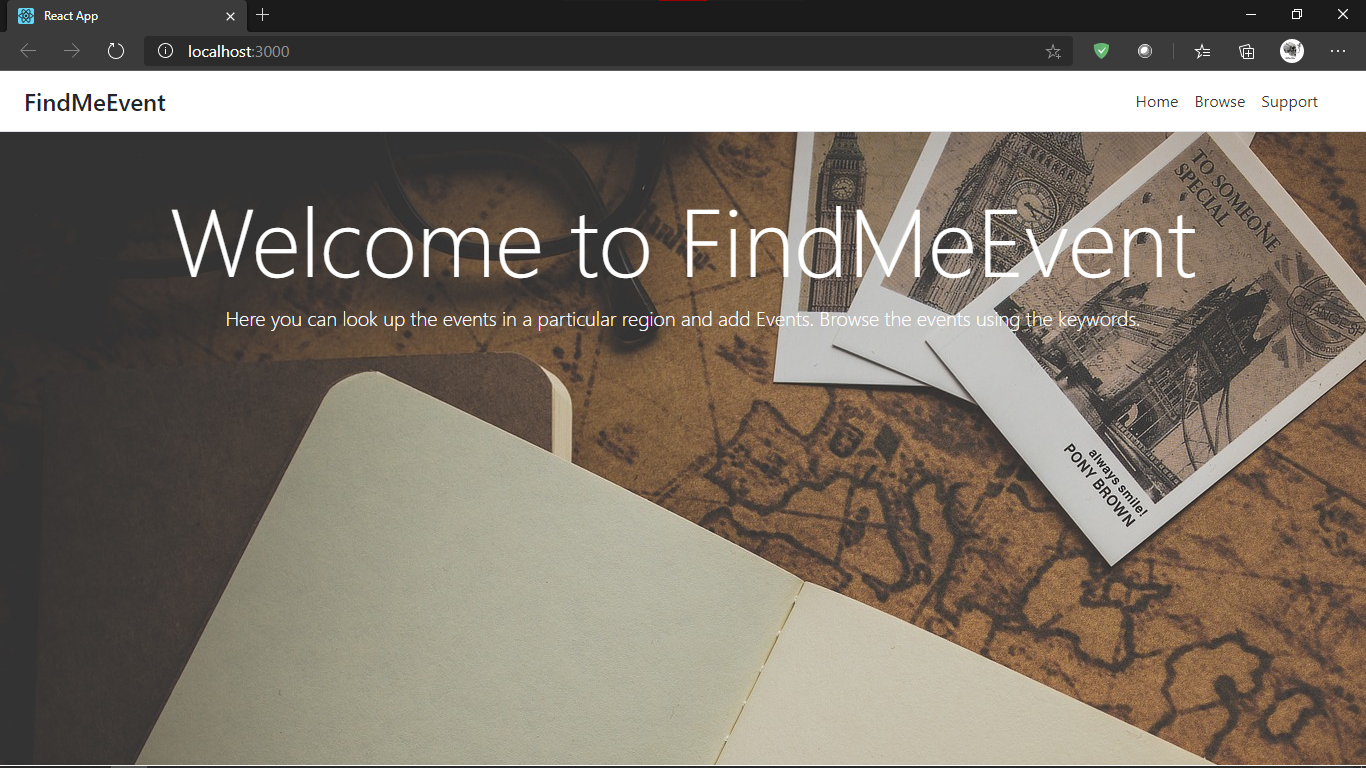 React App
localhost:3000
FindMeEvent
Home Browse Support
Welcome to FindMeEvent
Here you can look up the events in a particular region and add Events. Browse the events using the keywords.
TO SOMEONE
SPECIAL
always smile!
PONY BROWN